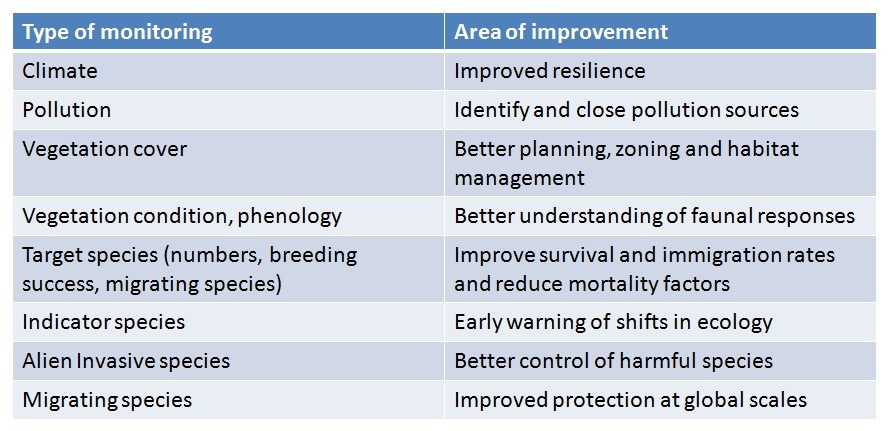 Type of monitoring
Area of improvement
Climate
Improved resilience
Pollution
Identify and close pollution sources
Vegetation cover
Better planning, zoning and habitat
management
Vegetation condition, phenology
Better understanding of faunal responses
Target species (numbers, breeding
success, migrating species)
Improve survival and immigration rates
and reduce mortality factors
Indicator species
Early warning of shifts in ecology
Alien Invasive species
Better control of harmful species
Migrating species
Improved protection at global scales